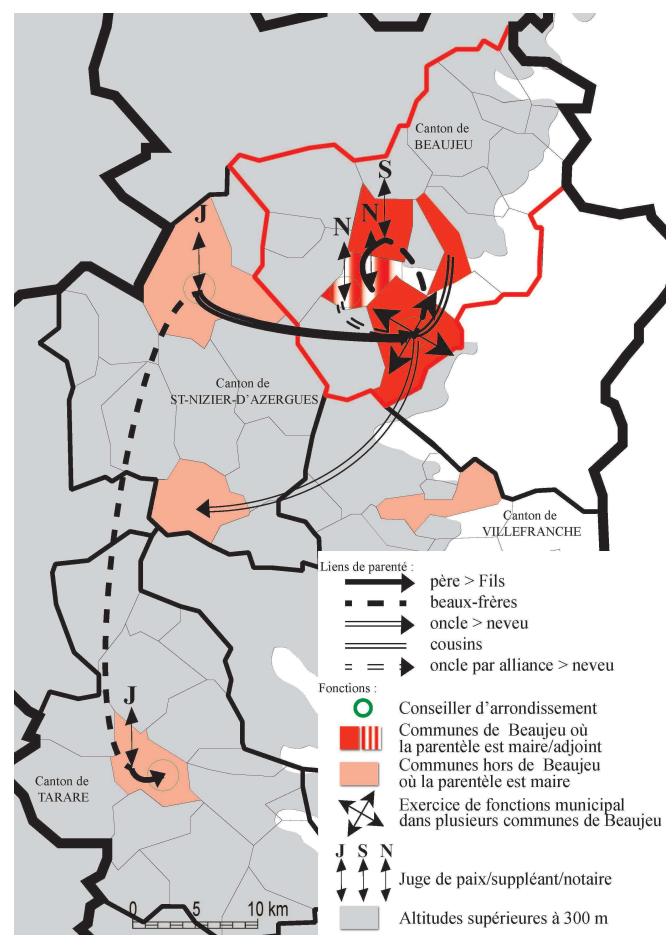 Canton de
BEAUJEU
S
J
N
N
Canton de
ST-NIZIER-D'AZERGUES
Canton de
VILLEFRANCHE
J
Canton de
TARARE
0 5 10 km
Liens de parenté :
père > Fils
beaux-frères
oncle > neveu
cousins
oncle par alliance > neveu
Fonctions :
Conseiller d'arrondissement
Communes de Beaujeu où
la parentèle est maire/adjoint
Communes hors de Beaujeu
où la parentèle est maire
Exercice de fonctions municipal
dans plusieurs communes de Beaujeu
J S N
Juge de paix/suppléant/notaire
Altitudes supérieures à 300 m